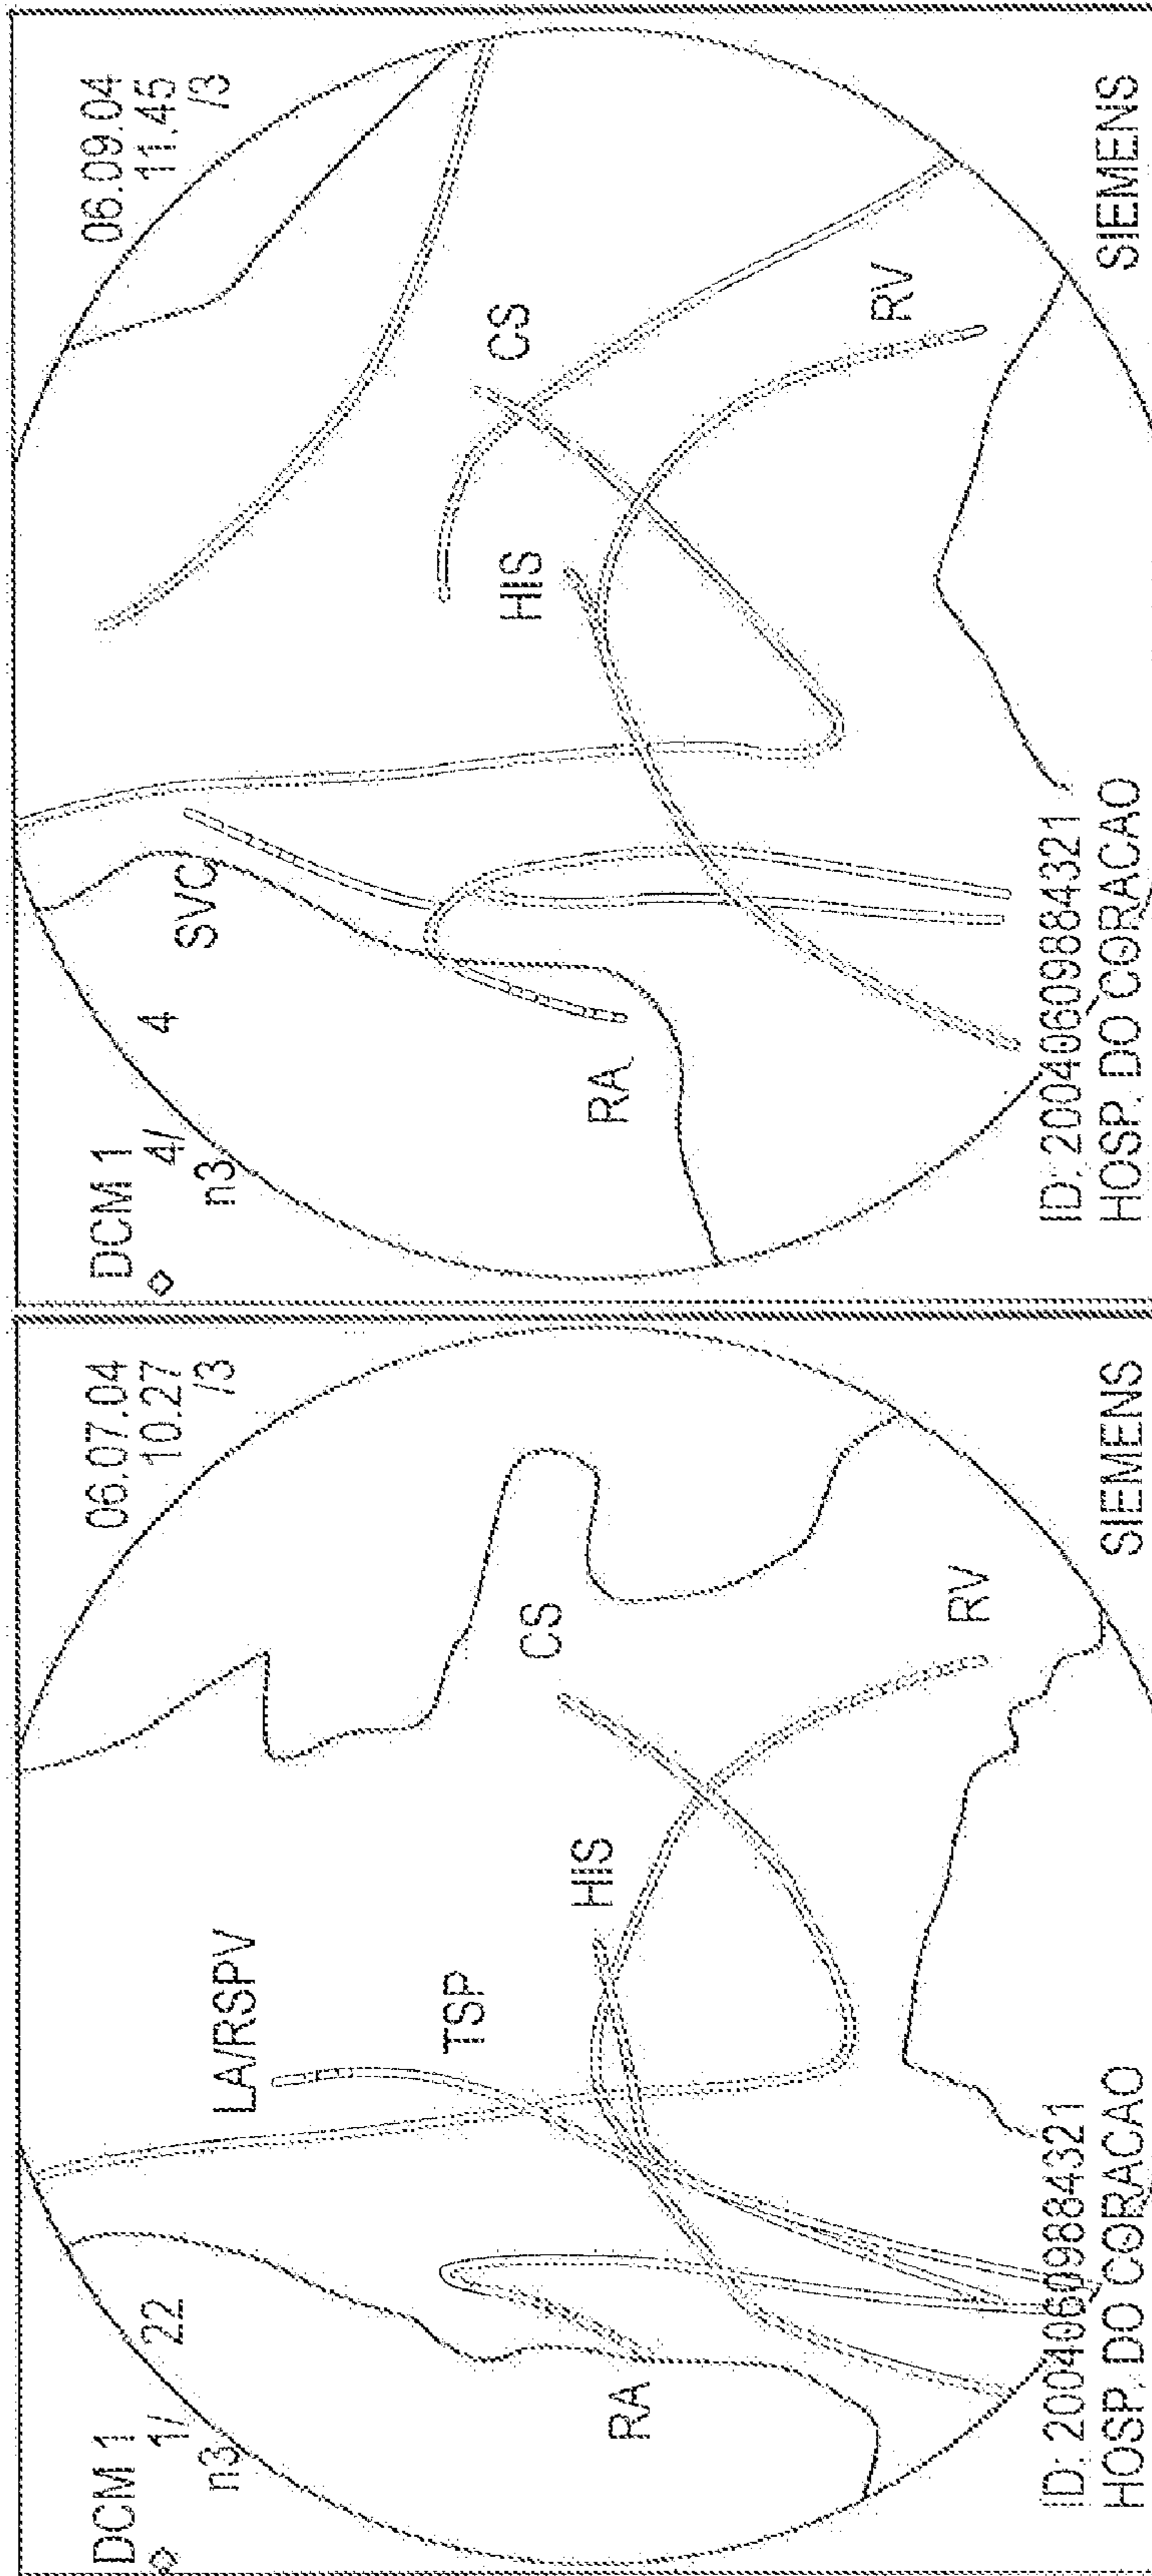 DCM 1
1/ 22
n3
06.07.04
10.27
/3
LA/RSPV
TSP
CS
HIS
RA
RV
ID: 20040609884321
HOSP. DO CORACAO
SIEMENS
DCM 1
4/ 4
n3
06.09.04
11.45
/3
SVC
CS
HIS
RA
RV
ID: 20040609884321
HOSP. DO CORACAO
SIEMENS